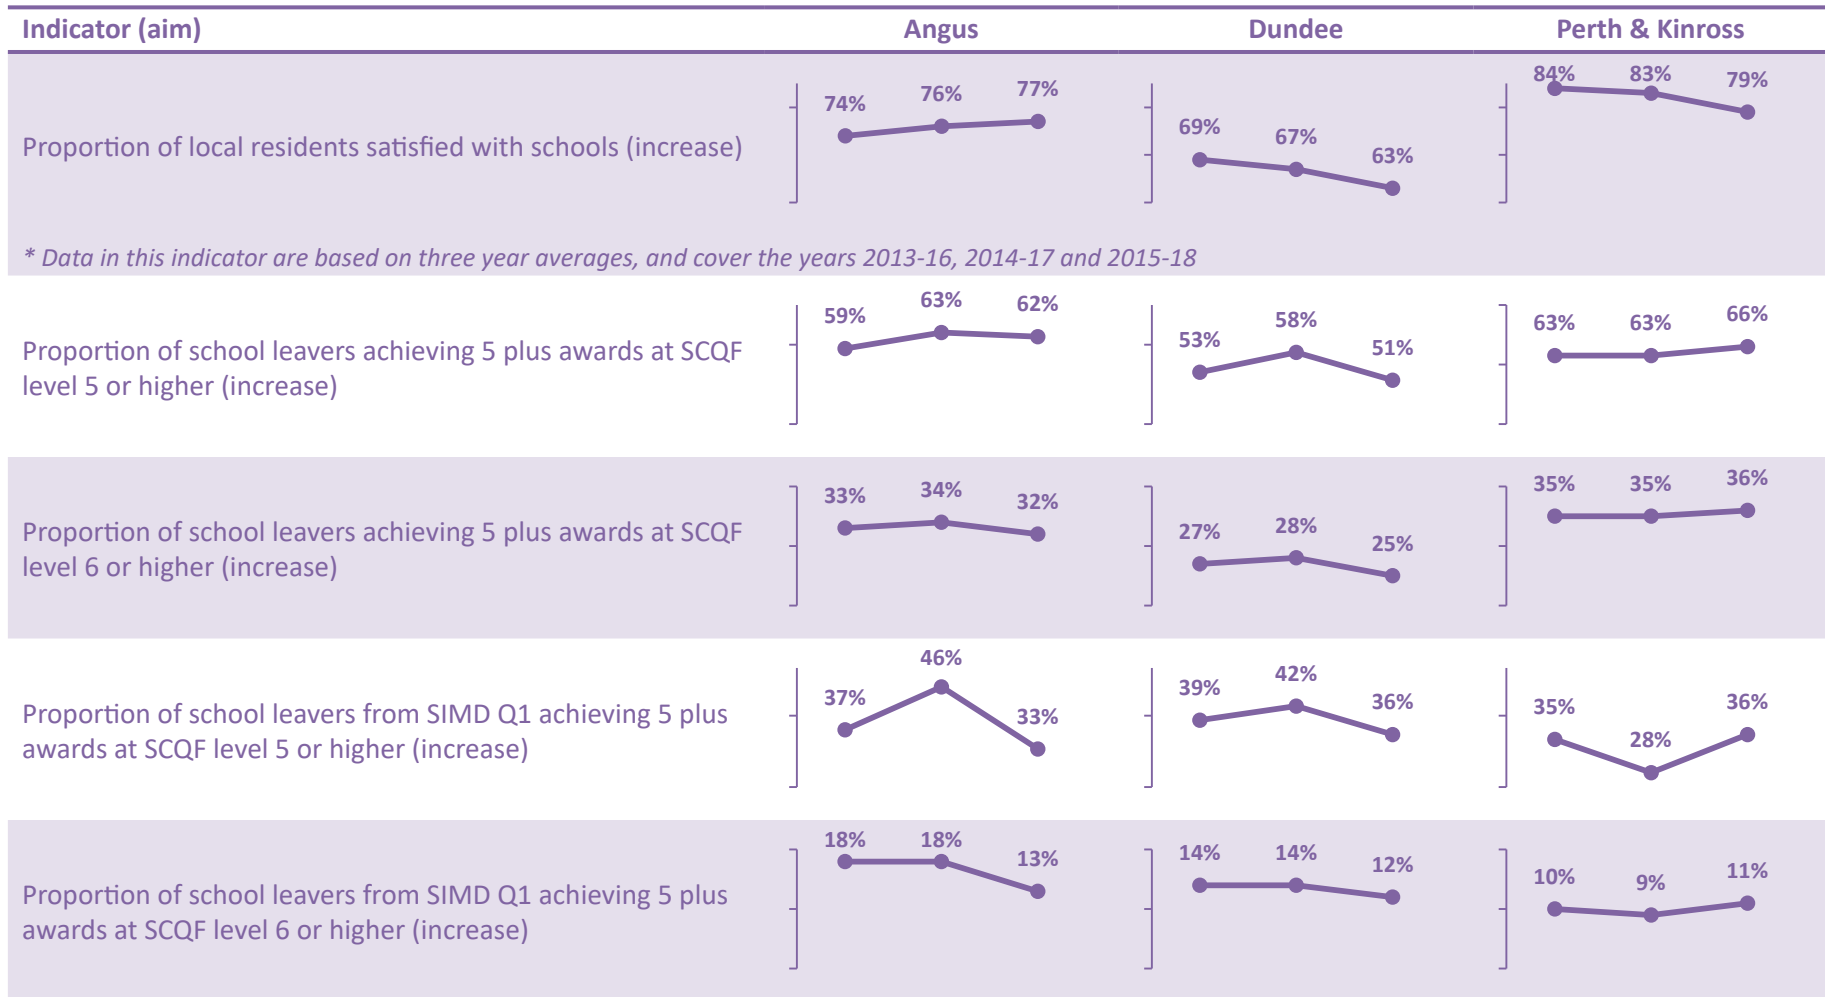 Indicator (aim) Angus Dundee Perth & Kinross
74% 76% 77% 69% 67% 63% 84% 83% 79%
Proportion of local residents satisfied with schools (increase)
* Data in this indicator are based on three year averages, and cover the years 2013-16, 2014-17 and 2015-18
59% 63% 62% 53% 58% 51% 63% 63% 66%
Proportion of school leavers achieving 5 plus awards at SCQF
level 5 or higher (increase)
33% 34% 32% 27% 28% 25% 35% 35% 36%
Proportion of school leavers achieving 5 plus awards at SCQF
level 6 or higher (increase)
37% 46% 33% 39% 42% 36% 35% 28% 36%
Proportion of school leavers from SIMD Q1 achieving 5 plus
awards at SCQF level 5 or higher (increase)
18% 18% 13% 14% 14% 12% 10% 9% 11%
Proportion of school leavers from SIMD Q1 achieving 5 plus
awards at SCQF level 6 or higher (increase)